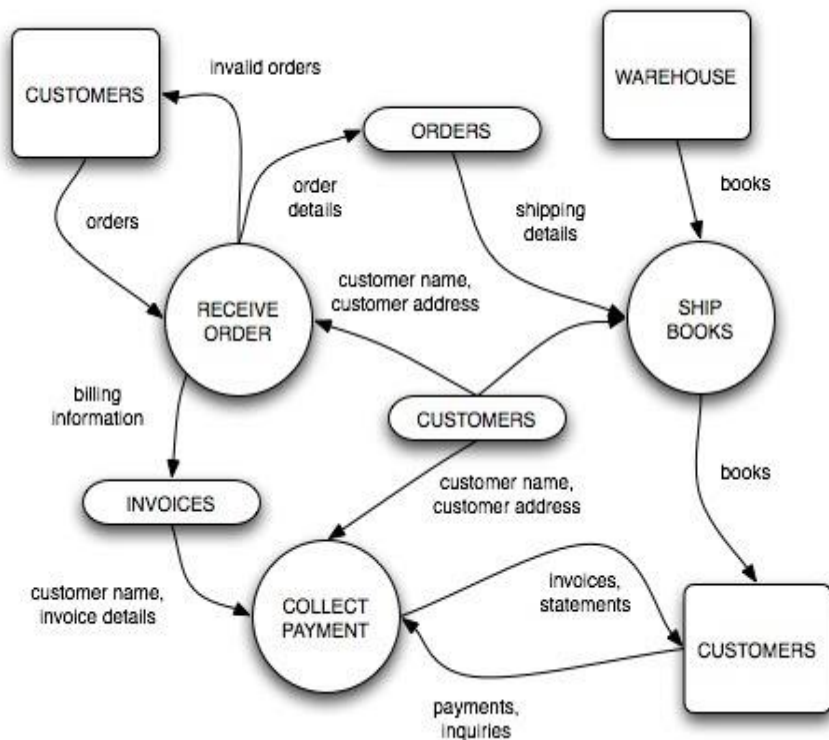 CUSTOMERS
invalid orders
WAREHOUSE
ORDERS
order
details
books
orders
shipping
details
customer name,
customer address
RECEIVE
ORDER
SHIP
BOOKS
billing
information
CUSTOMERS
customer name,
customer address
books
INVOICES
customer name,
invoice details
COLLECT
PAYMENT
invoices,
statements
CUSTOMERS
payments,
inquiries